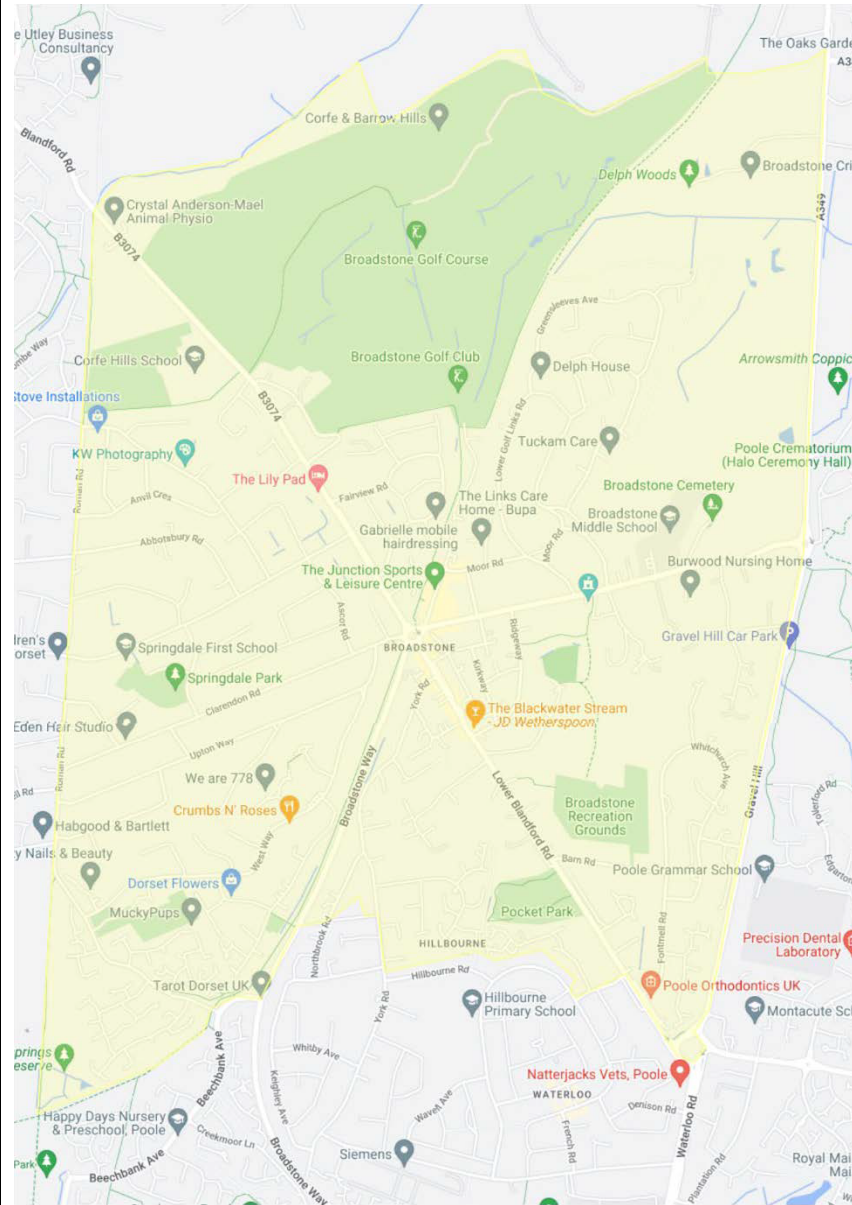 e Utley Business
Consultancy
The Oaks Garde
A3
Corfe & Barrow Hills
Blandford Rd
Delph Woods
Broadstone Cri
Crystal Anderson-Mael
Animal Physio
A349
B3074
Broadstone Golf Course
Greensleeves Ave
Corfe Hills School
Broadstone Golf Club
Delph House
Arrowsmith Coppic
Stove Installations
B3074
Lower Golf Links Rd
KW Photography
Tuckam Care
Poole Crematorium
(Halo Ceremony Hall)
The Lily Pad
Roman Rd
Anvil Cres
Fairview Rd
The Links Care
Home - Bupa
Broadstone Cemetery
Gabrielle mobile
hairdressing
Broadstone
Middle School
Abbotsbury Rd
Moor Rd
Burwood Nursing Home
The Junction Sports
& Leisure Centre
Moor Rd
Ascot Rd
Ridgeway
dren's
orset
Springdale First School
BROADSTONE
Gravel Hill Car Park
Kirkway
Springdale Park
York Rd
Clarendon Rd
The Blackwater Stream
- JD Wetherspoon
Eden Hair Studio
Upton Way
Whitchurch Ave
Roman Rd
We are 778
Broadstone Way
Lower Blandford Rd
Gravel Hill
Crumbs N' Roses
Broadstone
Recreation
Grounds
Habgood & Bartlett
West Way
Barn Rd
Poole Grammar School
y Nails & Beauty
Dorset Flowers
MuckyPups
Pocket Park
Fontmell Rd
Northbrook Rd
HILLBOURNE
Precision Dental
Laboratory
Hillbourne Rd
Tarot Dorset UK
Poole Orthodontics UK
York Rd
Hillbourne
Primary School
Montacute Sc
prings
eserve
Whitby Ave
Beechbank Ave
Natterjacks Vets, Poole
Keighley Ave
WATERLOO
Wavell Ave
Denison Rd
Happy Days Nursery
& Preschool, Poole
Creekmoor Ln
French Rd
Waterloo Rd
Siemens
Park
Beechbank Ave
Broadstone Way
Plantation Rd
Royal Mai
Mai